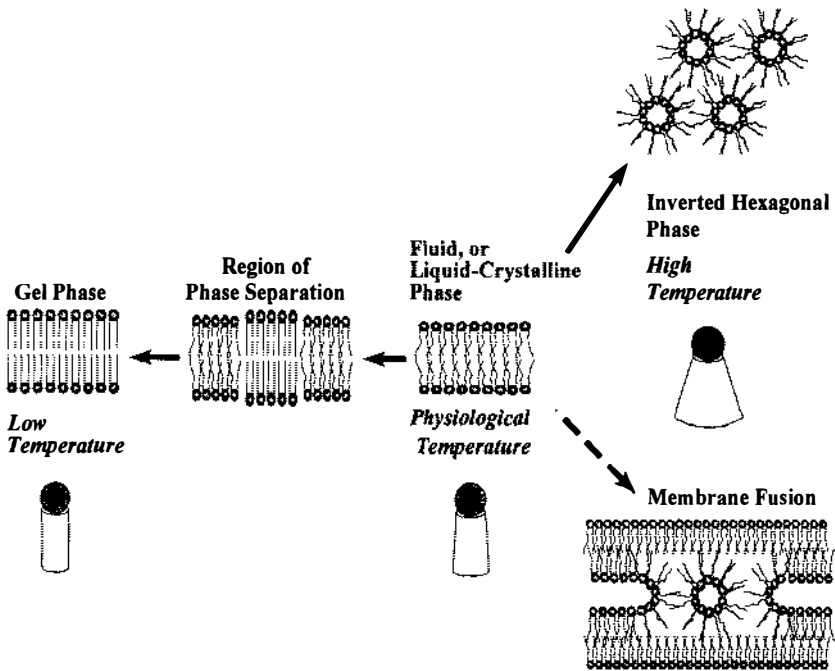 Inverted Hexagonal
Phase
High
Temperature
Fluid, or
Liquid-Crystalline
Phase
Region of
Phase Separation
Gel Phase
Physiological
Temperature
Low
Temperature
Membrane Fusion